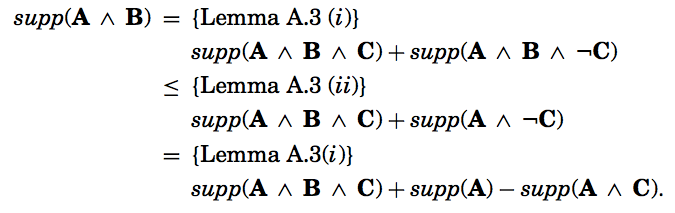 supp(A ∧ B) = {Lemma A.3 (i)}
supp(A ∧ B ∧ C) + supp(A ∧ B ∧ ¬C)
≤ {Lemma A.3 (ii)}
supp(A ∧ B ∧ C) + supp(A ∧ ¬C)
= {Lemma A.3(i)}
supp(A ∧ B ∧ C) + supp(A) − supp(A ∧ C).